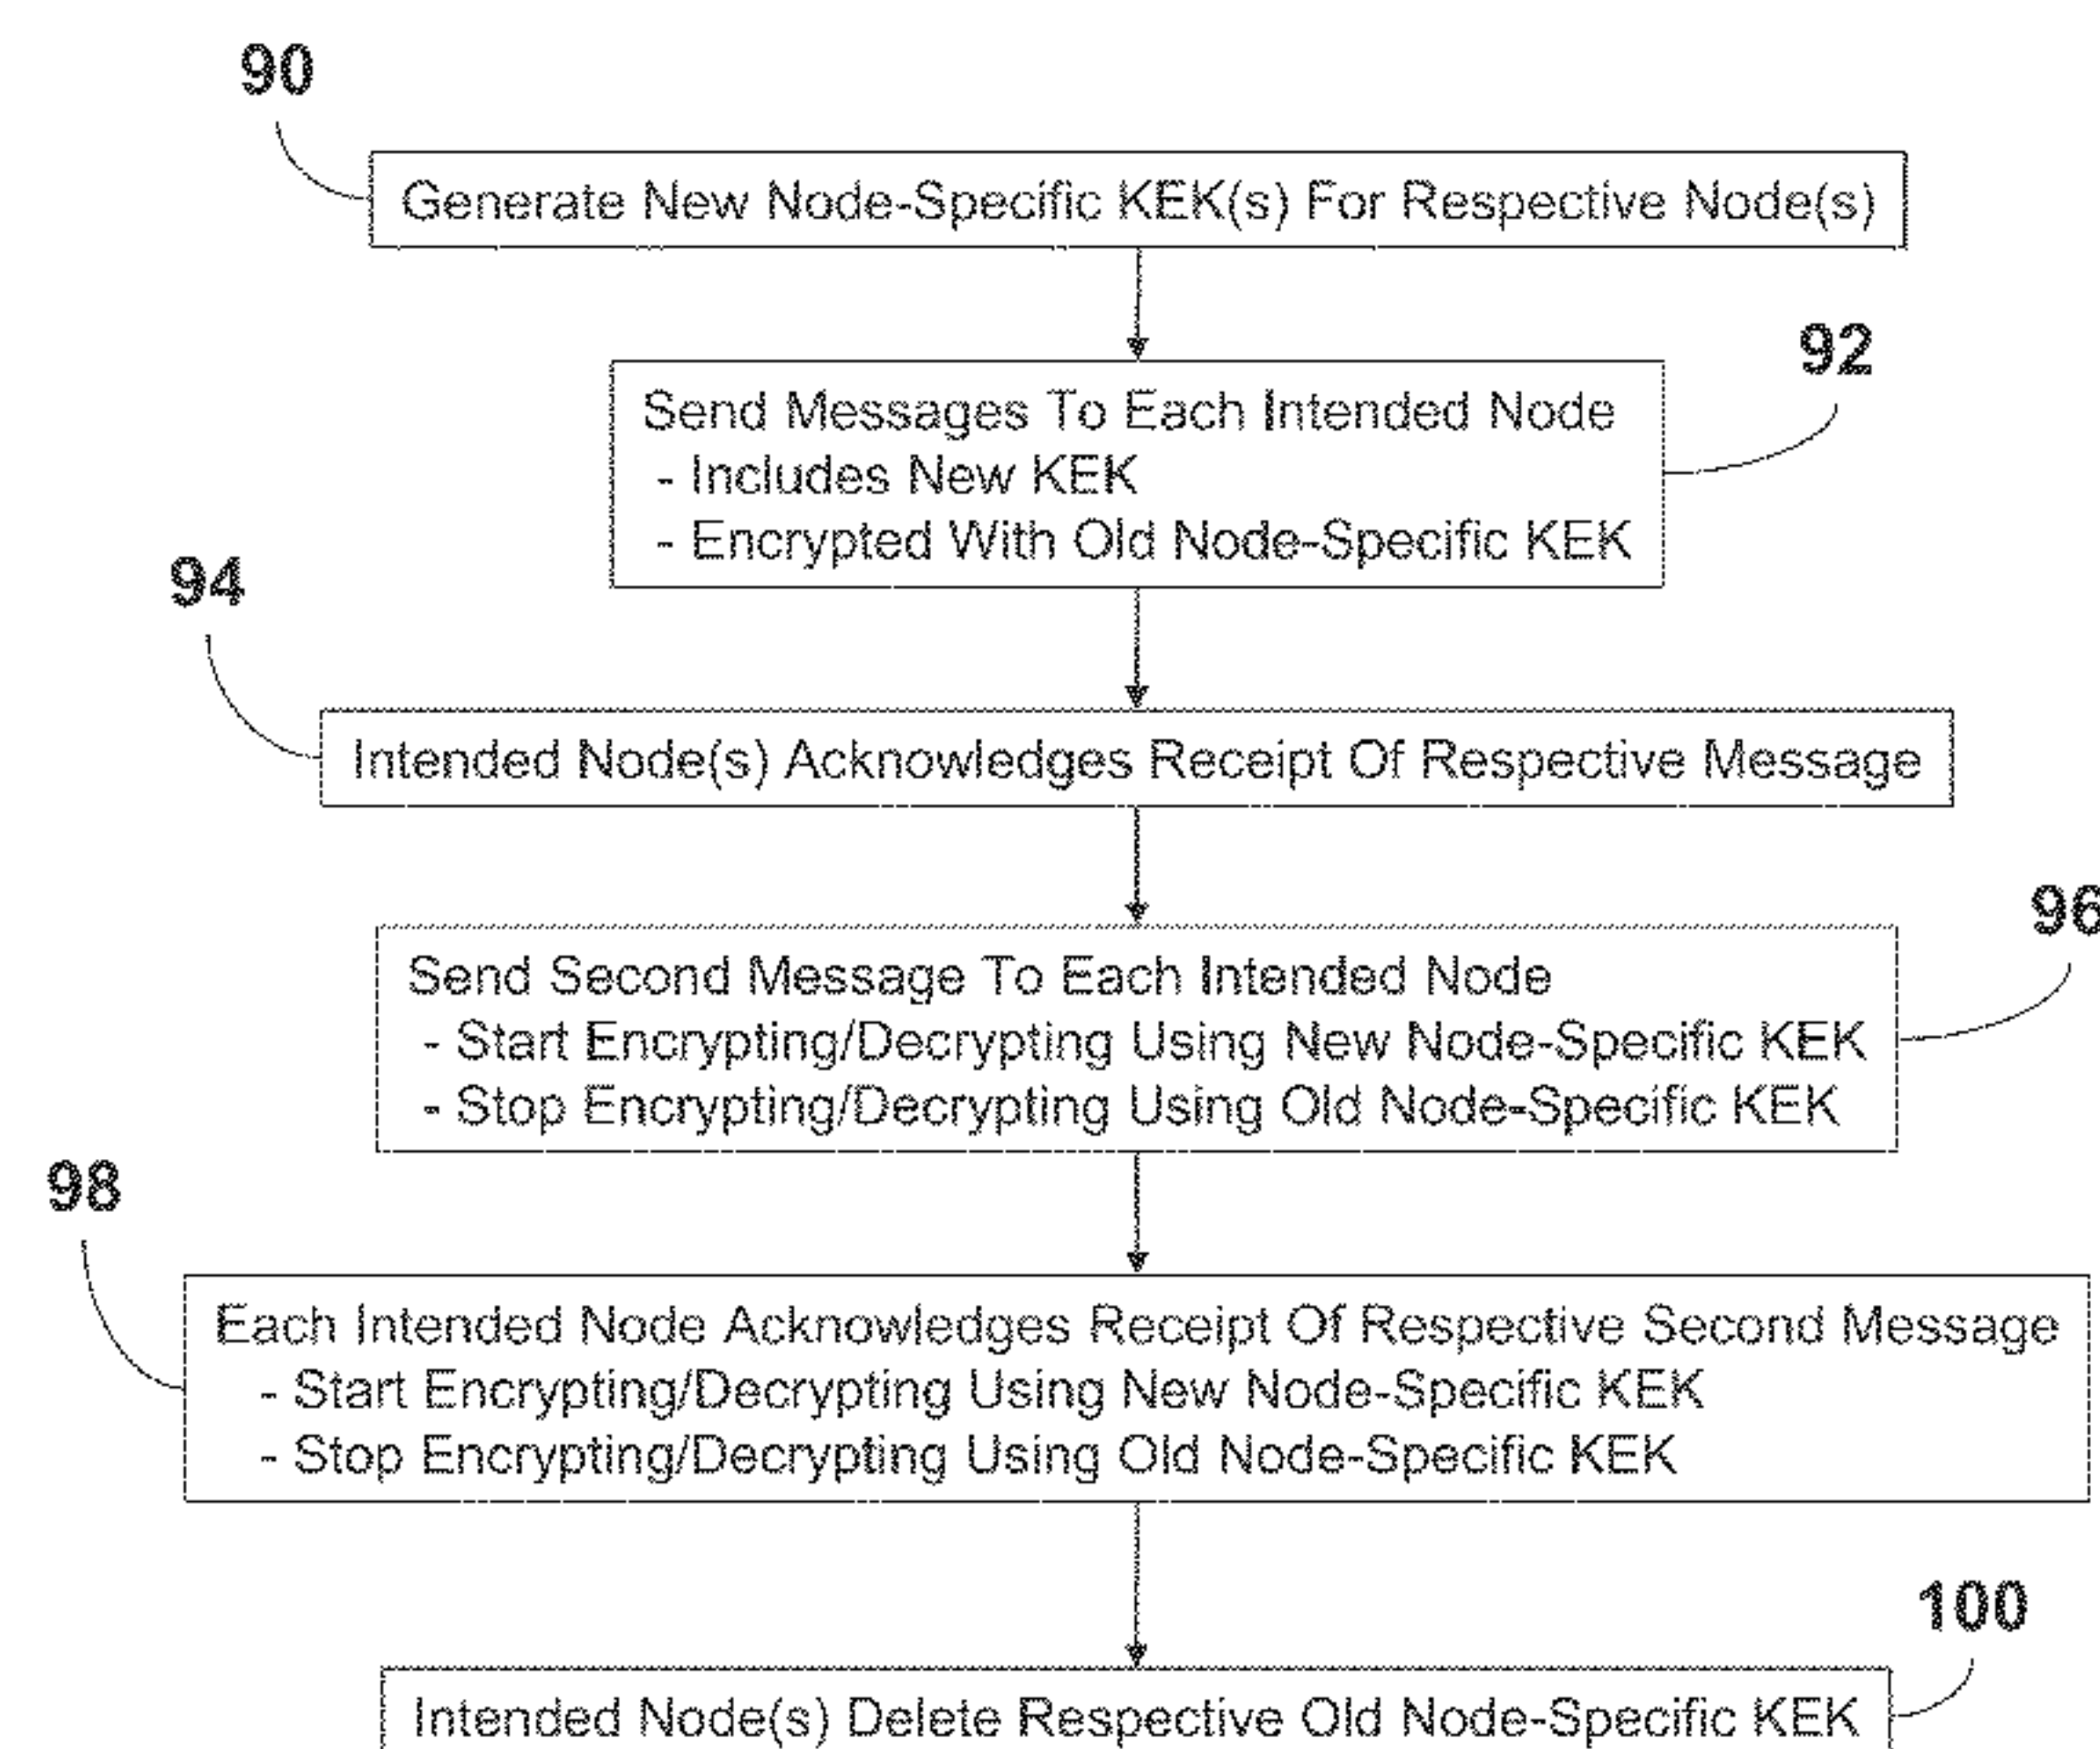 90
Generate New Node-Specific KEK(s) For Respective Node(s)
92
Send Messages To Each Intended Node
- Includes New KEK
- Encrypted With Old Node-Specific KEK
94
Intended Node(s) Acknowledges Receipt Of Respective Message
96
Send Second Message To Each Intended Node
- Start Encrypting/Decrypting Using New Node-Specific KEK
- Stop Encrypting/Decrypting Using Old Node-Specific KEK
98
Each Intended Node Acknowledges Receipt Of Respective Second Message
- Start Encrypting/Decrypting Using New Node-Specific KEK
- Stop Encrypting/Decrypting Using Old Node-Specific KEK
100
Intended Node(s) Delete Respective Old Node-Specific KEK